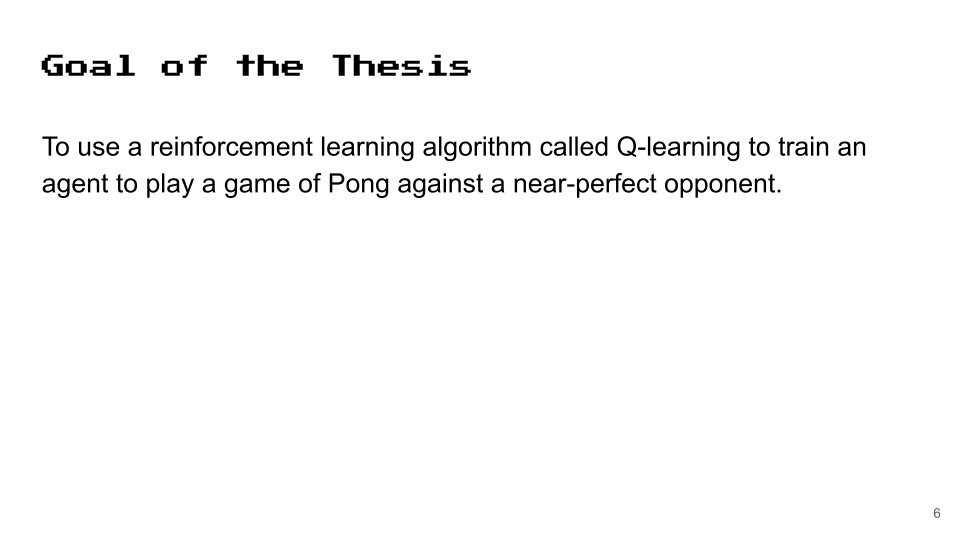 Goal of the Thesis
To use a reinforcement learning algorithm called Q-learning to train an
agent to play a game of Pong against a near-perfect opponent.
6